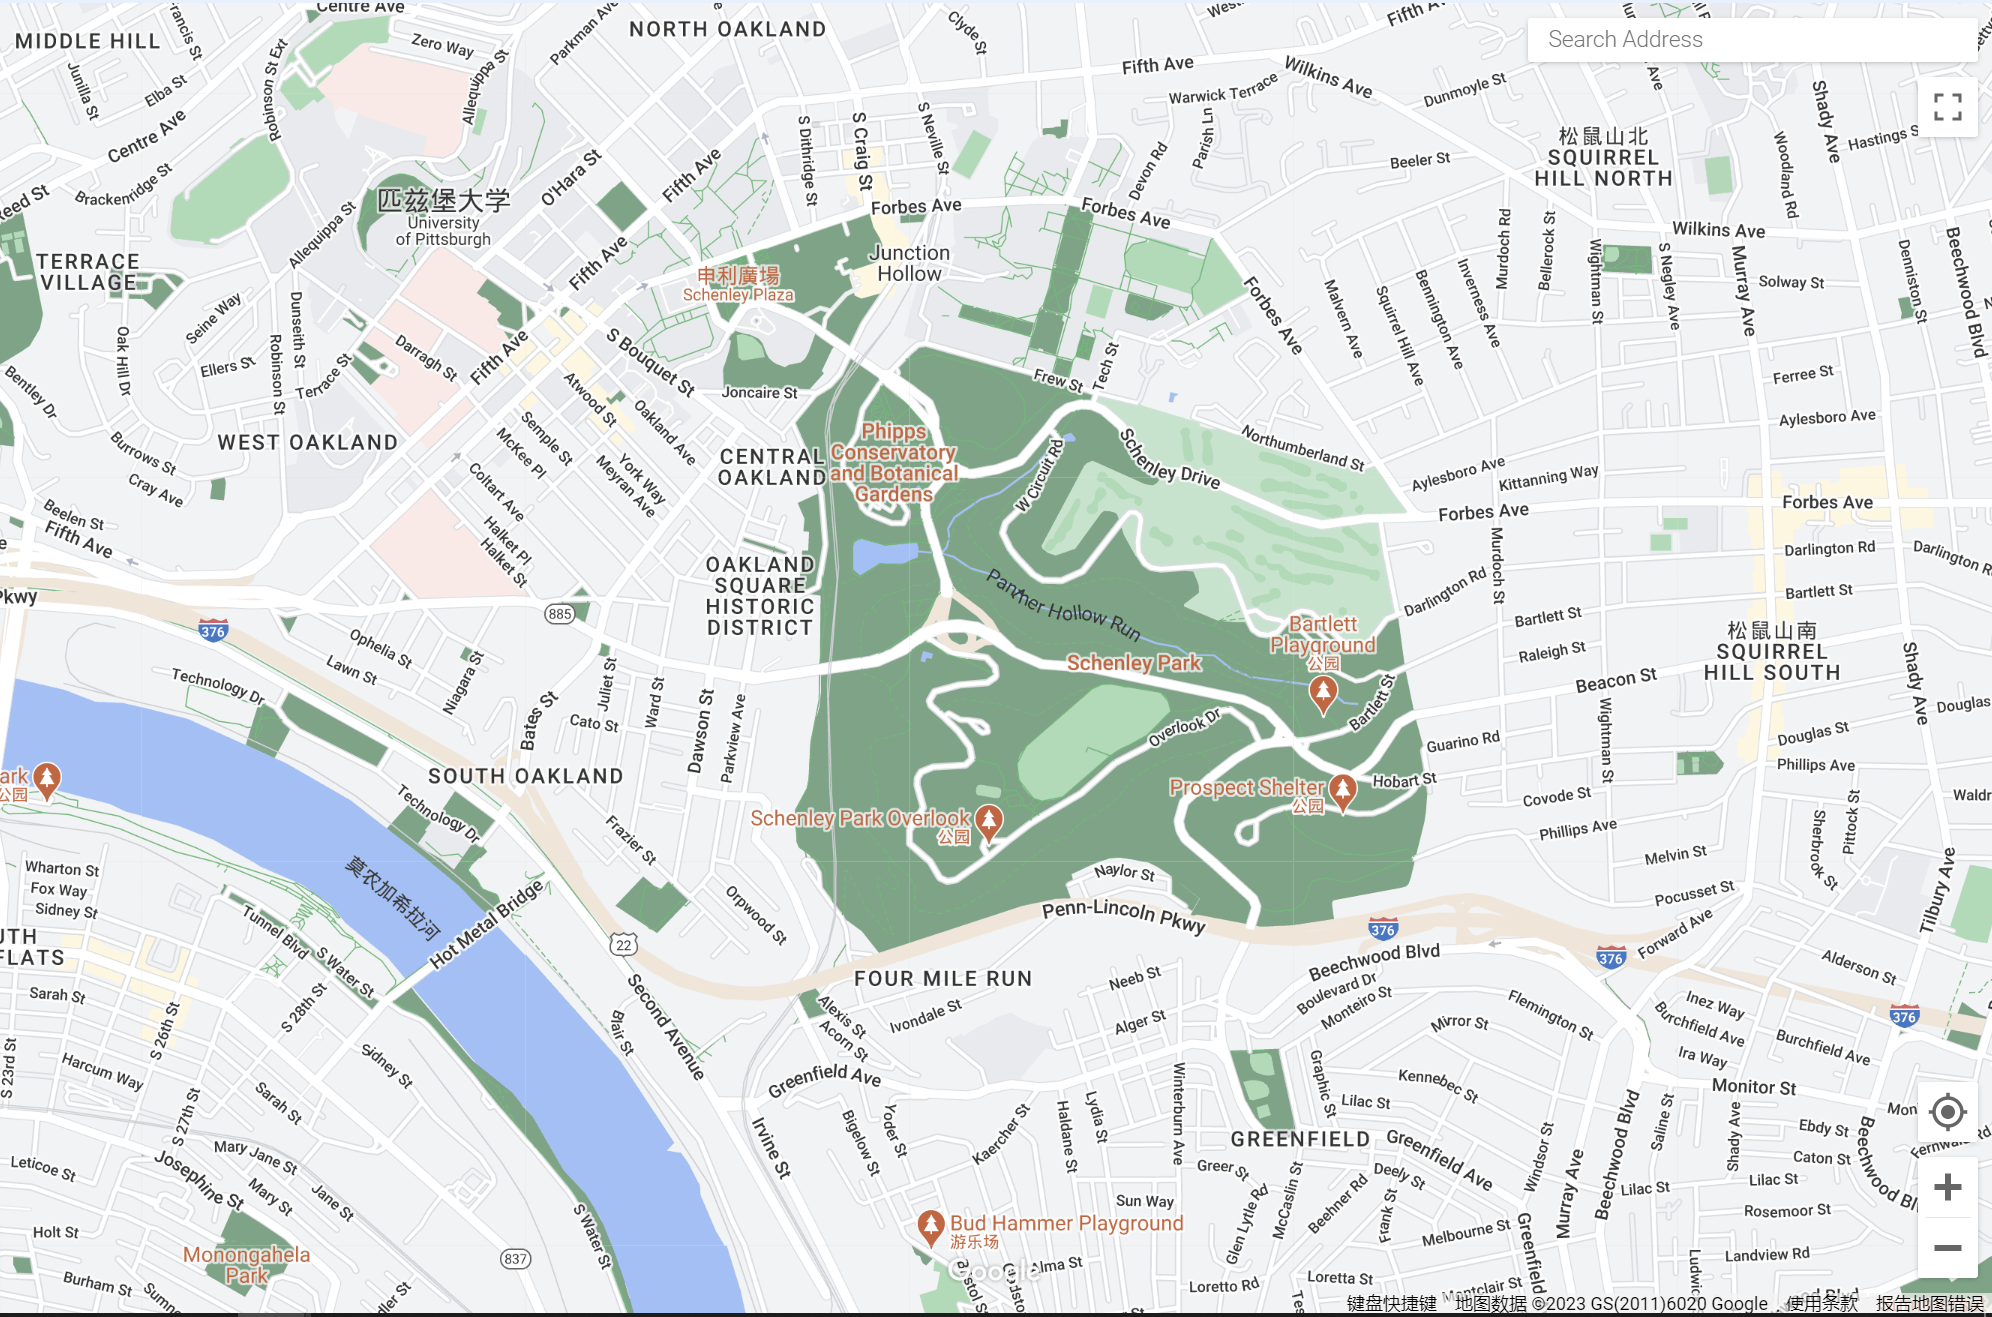 Centre Ave
Francis St
MIDDLE HILL
Junilla St
Elba St
Centre Ave
Robinson St Ext
Zero Way
Allequippa St
Parkman Ave
NORTH OAKLAND
Clyde St
Fifth Ave
Fifth Ave
Wilkins Ave
Search Address
Warwick Terrace
Dunmoyle St
Shady Ave
Hastings S
Woodland Rd
Parish Ln
Devon Rd
Beeler St
松鼠山北
SQUIRREL
HILL NORTH
S Dithridge St
S Craig St
S Neville St
O'Hara St
Fifth Ave
Brackenridge St
Reed St
Allequippa St
匹兹堡大学
University
of Pittsburgh
Forbes Ave
Forbes Ave
Wilkins Ave
Murdoch Rd
Bellerock St
Wightman St
S Negley Ave
Murray Ave
Solway St
Denniston St
Beechwood Blvd
TERRACE
VILLAGE
Fifth Ave
Junction
Hollow
申利廣場
Schenley Plaza
Seine Way
Dunseith St
Oak Hill Dr
Robinson St
Ellers St
Terrace St
Darragh St
Fifth Ave
S Bouquet St
Forbes Ave
Malvern Ave
Squirrel Hill Ave
Bennington Ave
Inverness Ave
Bentley Dr
Joncaire St
Frew St
Tech St
Ferree St
Aylesboro Ave
Atwood St
Oakland Ave
Semple St
McKee Pl
York Way
Meyran Ave
Coltart Ave
Halket Pl
Halket St
WEST OAKLAND
Burrows St
Cray Ave
Beelen St
Fifth Ave
CENTRAL
OAKLAND
Phipps
Conservatory
and Botanical
Gardens
W Circuit Rd
Schenley Drive
Northumberland St
Aylesboro Ave
Kittanning Way
Forbes Ave
Forbes Ave
Darlington Rd
Darlington Rd
Murdoch St
Darlington Rd
Bartlett St
Bartlett St
Pkwy
376
885
OAKLAND
SQUARE
HISTORIC
DISTRICT
Panther Hollow Run
Bartlett
Playground
公园
Raleigh St
松鼠山南
SQUIRREL
HILL SOUTH
Shady Ave
Ophelia St
Lawn St
Niagara St
Technology Dr
Juliet St
Ward St
Cato St
Bates St
Dawson St
Parkview Ave
Schenley Park
Overlook Dr
Bartlett St
Beacon St
Guarino Rd
Wightman St
Douglas
Douglas St
Phillips Ave
ark
公园
SOUTH OAKLAND
Technology Dr
Schenley Park Overlook
公园
Prospect Shelter
公园
Hobart St
Covode St
Phillips Ave
Waldr
Sherbrook St
Pittock St
Melvin St
Frazier St
莫农加希拉河
Hot Metal Bridge
Orpwood St
Naylor St
Penn-Lincoln Pkwy
376
Pocusset St
Forward Ave
Tilbury Ave
Wharton St
Fox Way
Sidney St
UTH
FLATS
Tunnel Blvd
S Water St
Sarah St
S 28th St
S 26th St
22
Second Avenue
FOUR MILE RUN
Beechwood Blvd
Boulevard Dr
Monteiro St
376
Alderson St
376
Neeb St
Ivondale St
Alexis St
Acorn St
Alger St
Mirror St
Flemington St
Inez Way
Burchfield Ave
Burchfield Ave
Ira Way
Blair St
S 23rd St
Harcum Way
Sidney St
Sarah St
S 27th St
Greenfield Ave
Graphic St
Kennebec St
Lilac St
Monitor St
Mon
Irvine St
Bigelow St
Yoder St
Kaercher St
Haldane St
Lydia St
Winterburn Ave
GREENFIELD
Greenfield Ave
Beechwood Blvd
Saline St
Shady Ave
Ebdy St
Fernwald Rd
Mary Jane St
Leticoe St
Josephine St
Mary St
Jane St
Greer St
Deely St
Windsor St
Caton St
Lilac St
Lilac St
Beechwood Blv
Sun Way
Glen Lytle Rd
McCaslin St
Beehner Rd
Frank St
Melbourne St
Murray Ave
Rosemoor St
Holt St
Monongahela
Park
S Water St
837
Bud Hammer Playground
游乐场
Alma St
Google
Loretto Rd
Loretta St
Montclair St
Greenfield
Ludwic
Landview Rd
Burham St
键盘快捷键
地图数据 ©2023 GS(2011)6020 Google
使用条款
报告地图错误